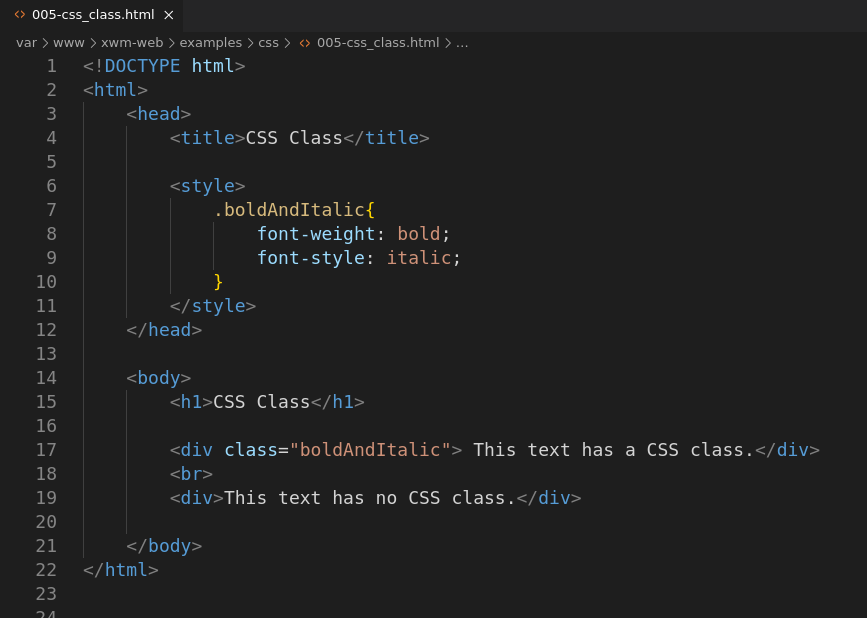 005-css_class.html
var > www > xwm-web > examples > css > 005-css_class.html > ...
1 <!DOCTYPE html>
2 <html>
3     <head>
4         <title>CSS Class</title>
5
6         <style>
7             .boldAndItalic{
8                 font-weight: bold;
9                 font-style: italic;
10             }
11         </style>
12     </head>
13
14     <body>
15         <h1>CSS Class</h1>
16
17         <div class="boldAndItalic"> This text has a CSS class.</div>
18         <br>
19         <div>This text has no CSS class.</div>
20
21     </body>
22 </html>
23
24